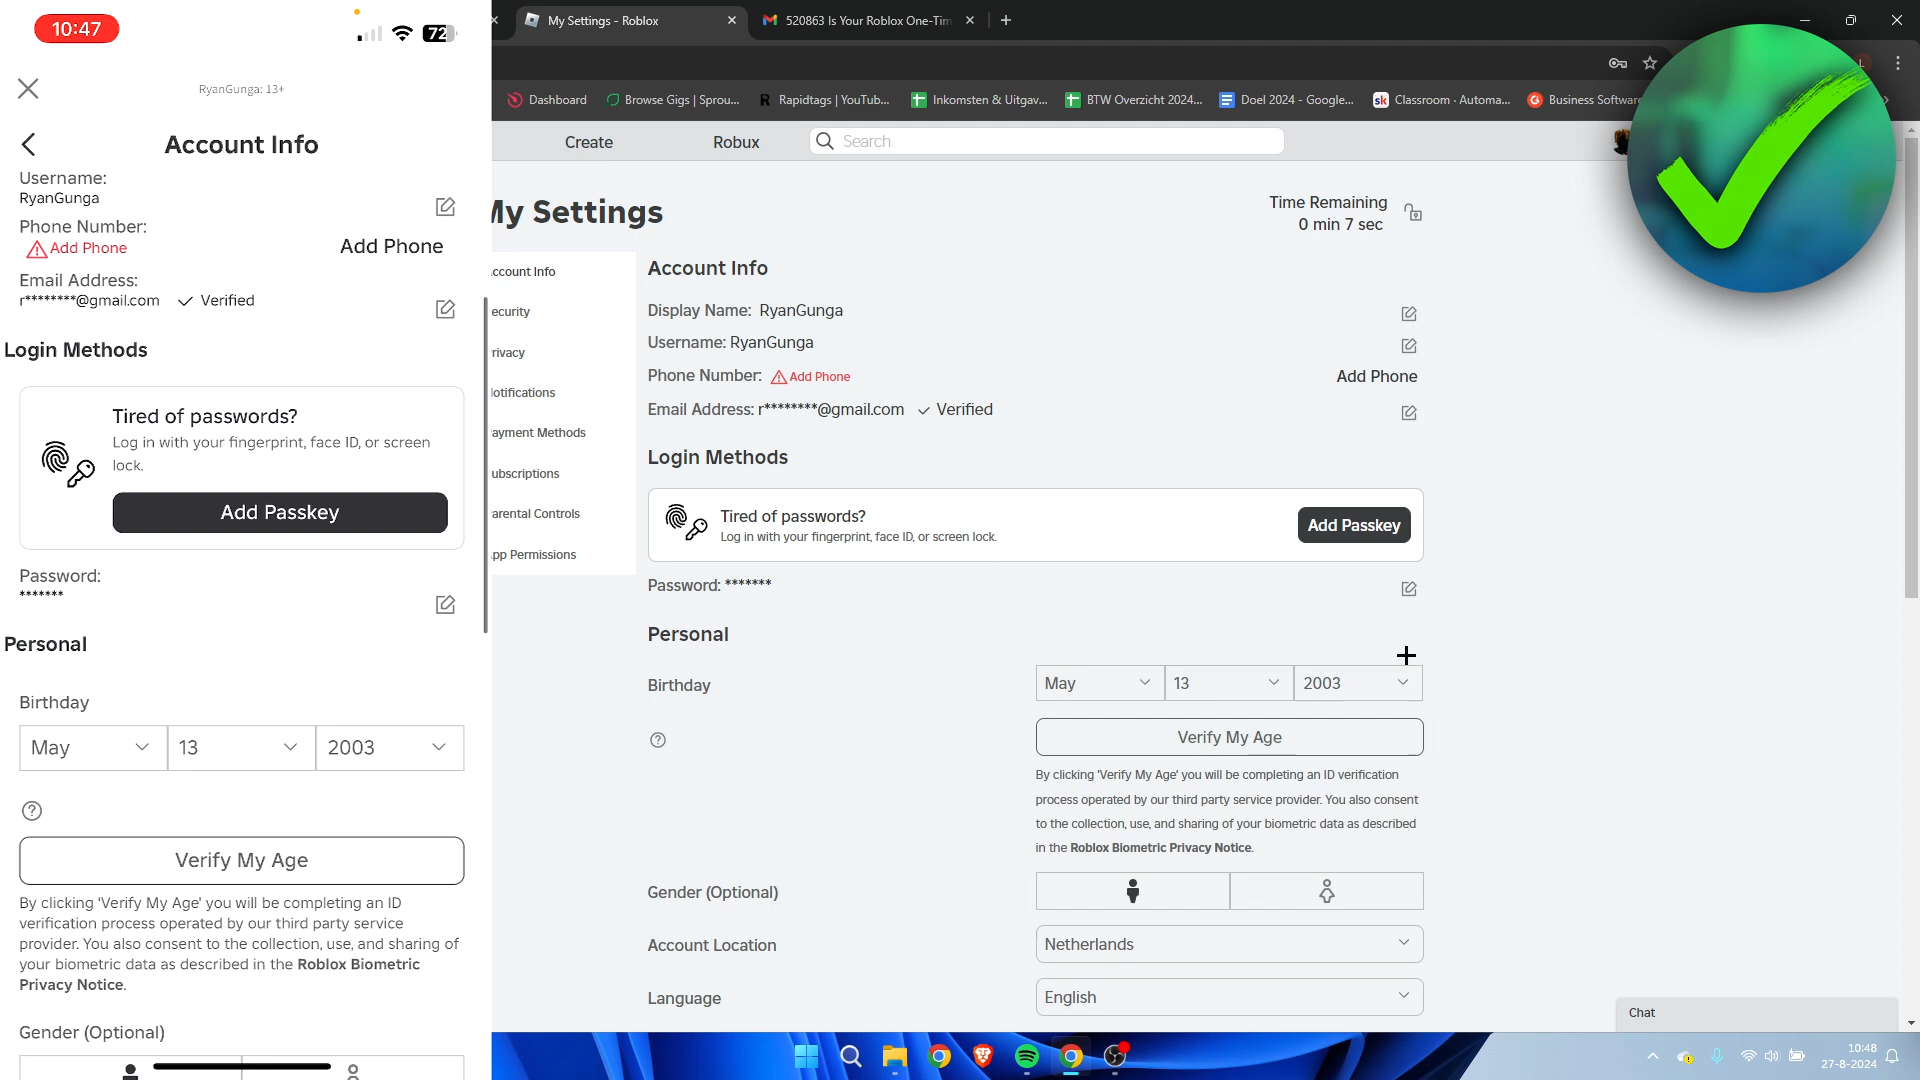 10:47
72
RyanGunga: 13+
Account Info
Username:
RyanGunga
Phone Number:
Add Phone
Add Phone
Email Address:
r********@gmail.com
Verified
Login Methods
Tired of passwords?
Log in with your fingerprint, face ID, or screen
lock.
Add Passkey
Password:
*******
Personal
Birthday
May
13
2003
Verify My Age
By clicking 'Verify My Age' you will be completing an ID
verification process operated by our third party service
provider. You also consent to the collection, use, and sharing of
your biometric data as described in the Roblox Biometric
Privacy Notice.
Gender (Optional)
My Settings - Roblox
520863 Is Your Roblox One-Tim
Dashboard
Browse Gigs | Sprou...
Rapidtags | YouTub...
Inkomsten & Uitgav...
BTW Overzicht 2024...
Doel 2024 - Google...
sk
Classroom · Automa...
Business Software
Create
Robux
Search
My Settings
Time Remaining
0 min 7 sec
ccount Info
ecurity
rivacy
otifications
ayment Methods
ubscriptions
arental Controls
pp Permissions
Account Info
Display Name: RyanGunga
Username: RyanGunga
Phone Number: Add Phone
Add Phone
Email Address: r********@gmail.com Verified
Login Methods
Tired of passwords?
Log in with your fingerprint, face ID, or screen lock.
Add Passkey
Password: *******
Personal
Birthday
May
13
2003
Verify My Age
By clicking 'Verify My Age' you will be completing an ID verification
process operated by our third party service provider. You also consent
to the collection, use, and sharing of your biometric data as described
in the Roblox Biometric Privacy Notice.
Gender (Optional)
Account Location
Netherlands
Language
English
Chat
10:48
27-8-2024